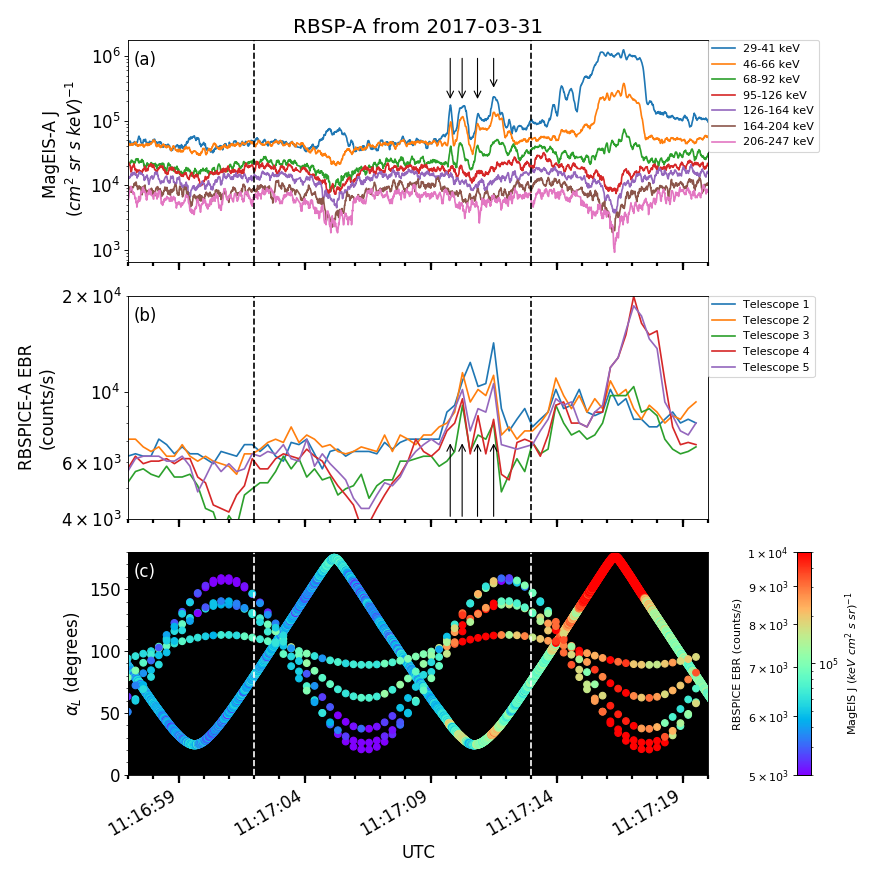 RBSP-A from 2017-03-31
(a)
MagEIS-A J
(cm² sr s keV)⁻¹
10⁶
10⁵
10⁴
10³
29-41 keV
46-66 keV
68-92 keV
95-126 keV
126-164 keV
164-204 keV
206-247 keV
(b)
RBSPICE-A EBR
(counts/s)
2 × 10⁴
10⁴
6 × 10³
4 × 10³
Telescope 1
Telescope 2
Telescope 3
Telescope 4
Telescope 5
(c)
α_L (degrees)
150
100
50
0
11:16:59
11:17:04
11:17:09
11:17:14
11:17:19
UTC
RBSPICE EBR (counts/s)
1 × 10⁴
9 × 10³
8 × 10³
7 × 10³
6 × 10³
5 × 10³
10⁵
MagEIS J (keV cm² s sr)⁻¹